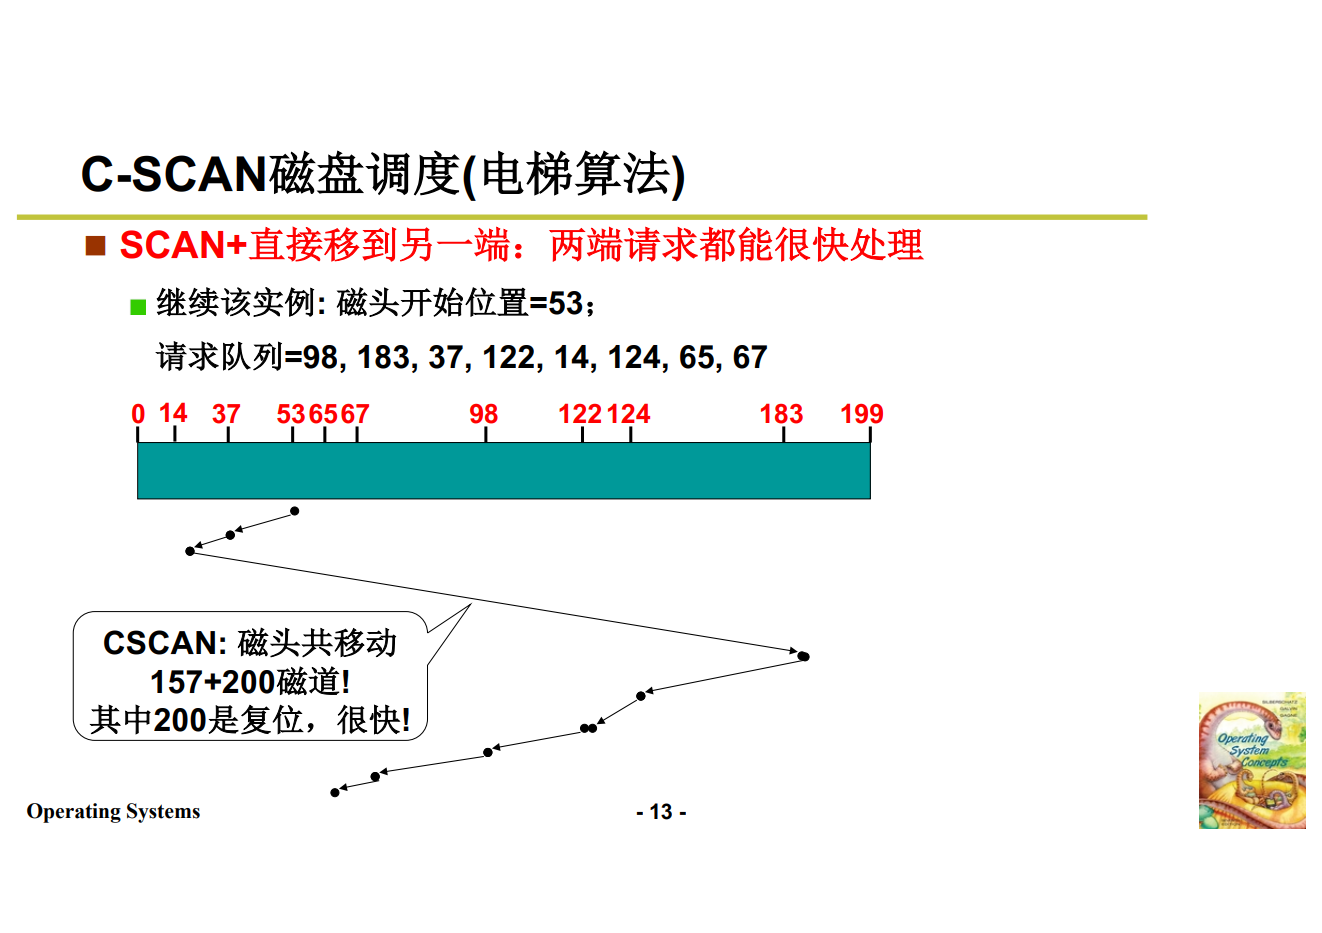 C-SCAN磁盘调度(电梯算法)
SCAN+直接移到另一端：两端请求都能很快处理
继续该实例: 磁头开始位置=53；
请求队列=98, 183, 37, 122, 14, 124, 65, 67
0 14 37 53 65 67 98 122 124 183 199
CSCAN: 磁头共移动
157+200磁道!
其中200是复位，很快!
SILBERSCHATZ
GALVIN
GAGNE
Operating
System
Concepts
Operating Systems
- 13 -